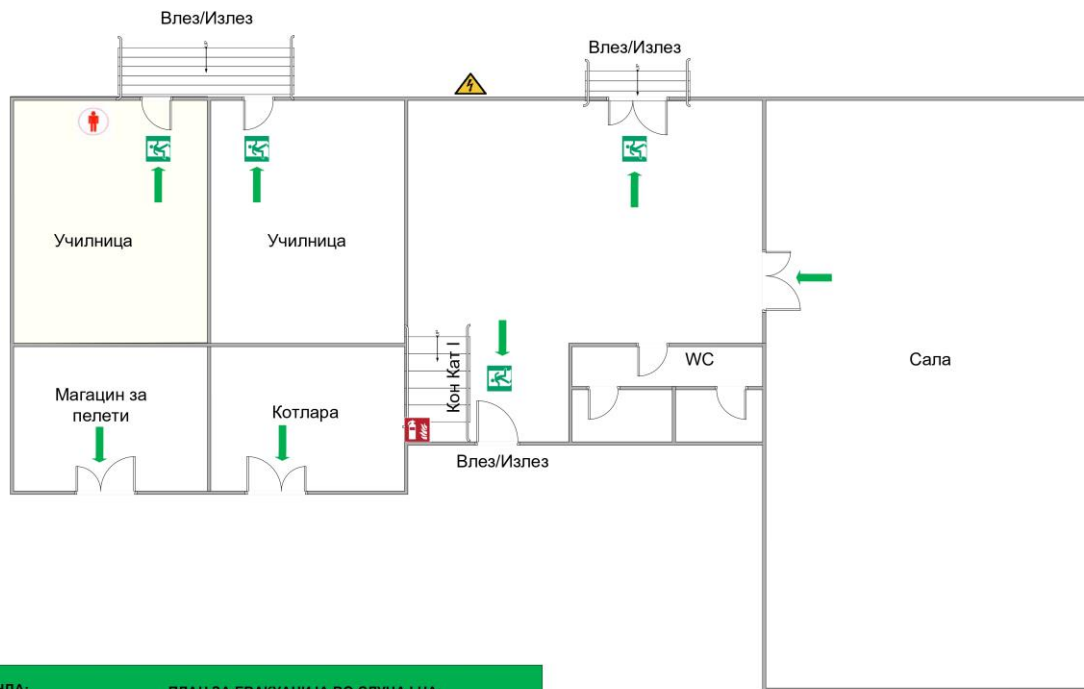 Влез/Излез
Влез/Излез
Училница
Училница
Кон Кат I
WC
Сала
Магацин за
пелети
Котлара
Влез/Излез